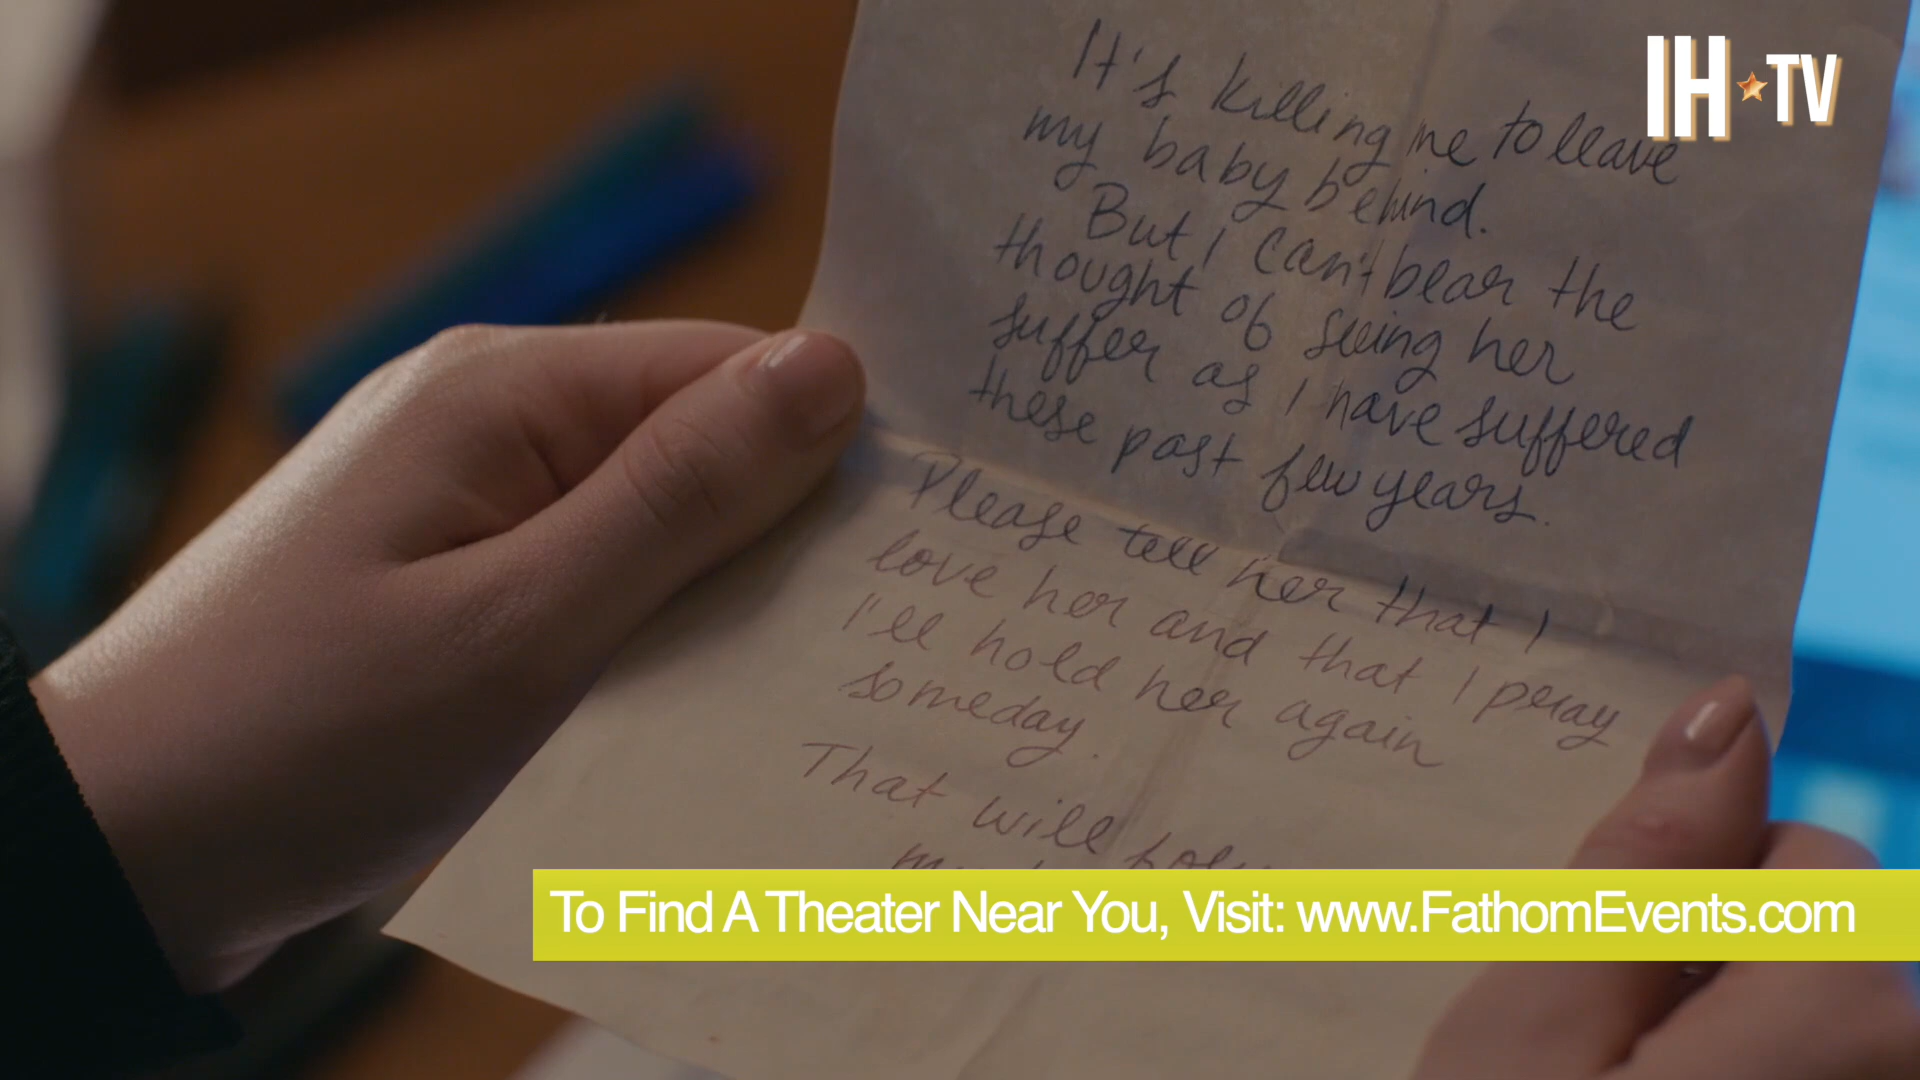 IH★TV
It's killing me to leave
my baby behind.
But I can't bear the
thought of seeing her
suffer as I have suffered
these past few years.
Please tell her that I
love her and that I pray
I'll hold her again
someday.
That will
To Find A Theater Near You, Visit: www.FathomEvents.com